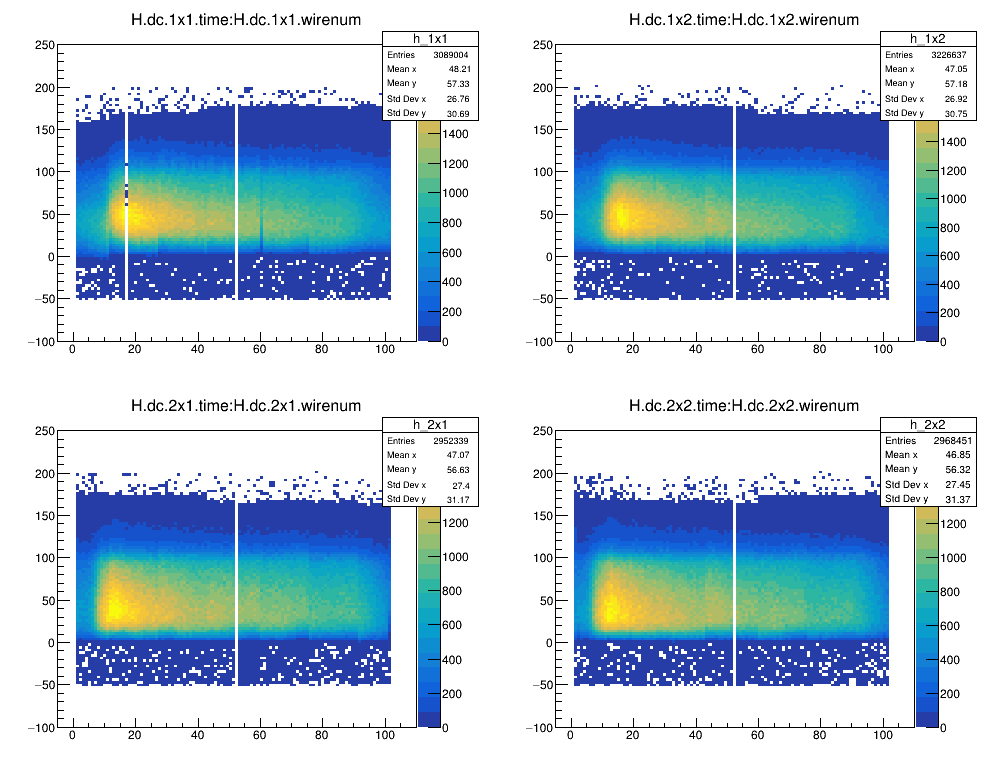 H.dc.1x1.time:H.dc.1x1.wirenum
h_1x1
Entries 3089004
Mean x 48.21
Mean y 57.33
Std Dev x 26.76
Std Dev y 30.69
250
200
150
100
50
0
−50
−100
0 20 40 60 80 100
1400
1200
1000
800
600
400
200
0
H.dc.1x2.time:H.dc.1x2.wirenum
h_1x2
Entries 3226637
Mean x 47.05
Mean y 57.18
Std Dev x 26.92
Std Dev y 30.75
250
200
150
100
50
0
−50
−100
0 20 40 60 80 100
1400
1200
1000
800
600
400
200
0
H.dc.2x1.time:H.dc.2x1.wirenum
h_2x1
Entries 2952339
Mean x 47.07
Mean y 56.63
Std Dev x 27.4
Std Dev y 31.17
250
200
150
100
50
0
−50
−100
0 20 40 60 80 100
1200
1000
800
600
400
200
0
H.dc.2x2.time:H.dc.2x2.wirenum
h_2x2
Entries 2968451
Mean x 46.85
Mean y 56.32
Std Dev x 27.45
Std Dev y 31.37
250
200
150
100
50
0
−50
−100
0 20 40 60 80 100
1200
1000
800
600
400
200
0